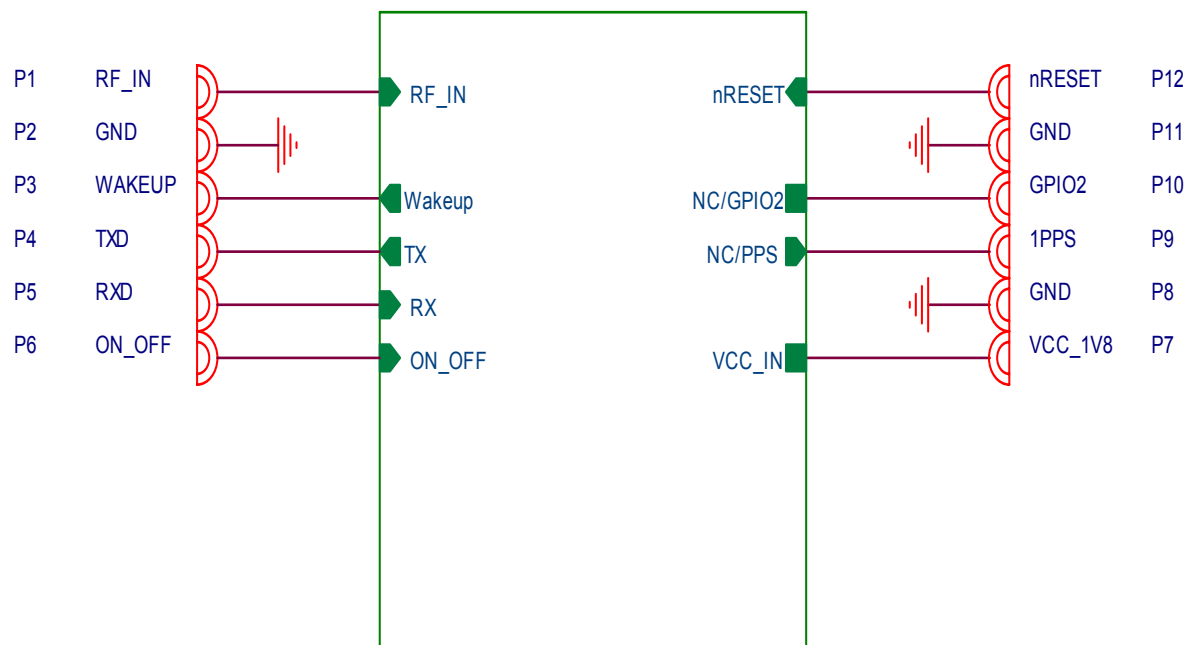 P1 RF_IN RF_IN nRESET nRESET P12
P2 GND GND P11
P3 WAKEUP Wakeup NC/GPIO2 GPIO2 P10
P4 TXD TX NC/PPS 1PPS P9
P5 RXD RX GND P8
P6 ON_OFF ON_OFF VCC_IN VCC_1V8 P7